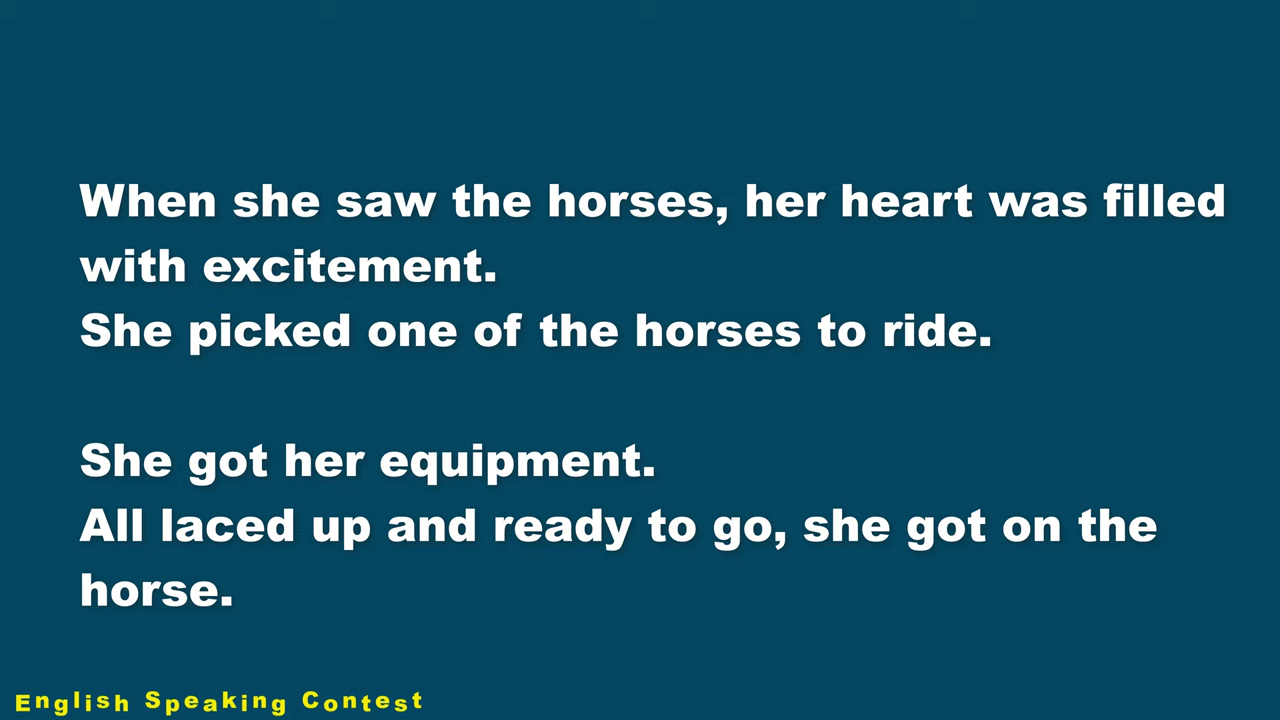 When she saw the horses, her heart was filled
with excitement.
She picked one of the horses to ride.
She got her equipment.
All laced up and ready to go, she got on the
horse.
English Speaking Contest